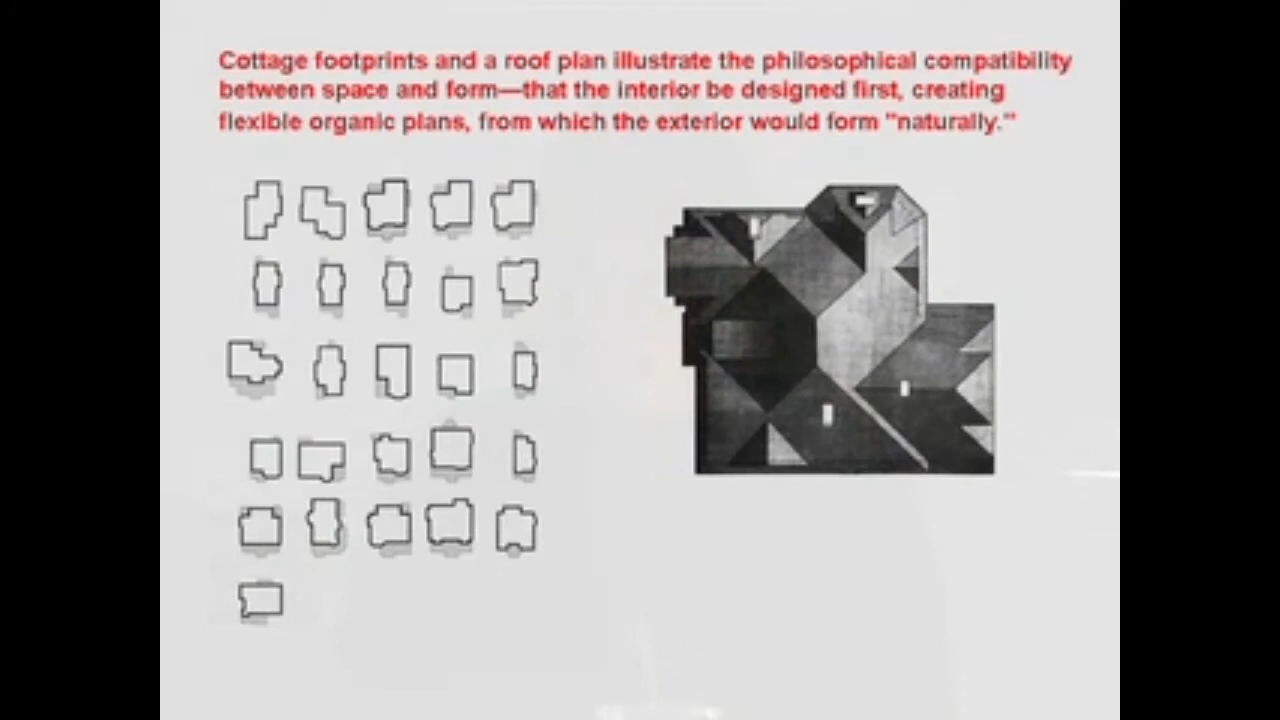 Cottage footprints and a roof plan illustrate the philosophical compatibility
between space and form—that the interior be designed first, creating
flexible organic plans, from which the exterior would form "naturally."